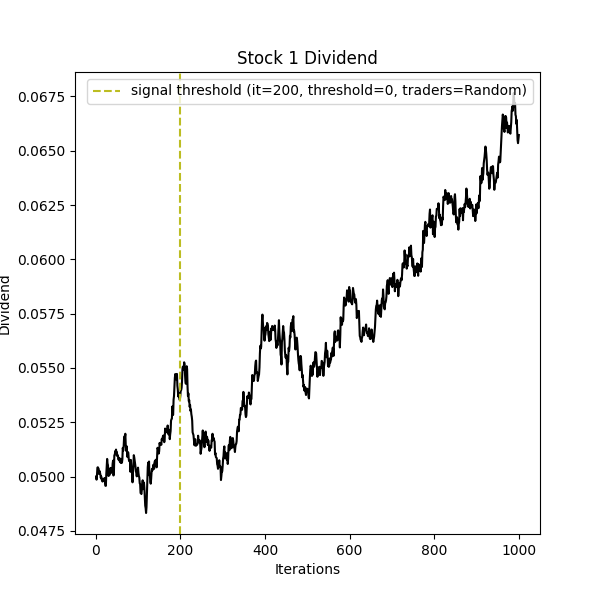 Stock 1 Dividend
signal threshold (it=200, threshold=0, traders=Random)
0.0675
0.0650
0.0625
0.0600
0.0575
0.0550
0.0525
0.0500
0.0475
Dividend
0 200 400 600 800 1000
Iterations